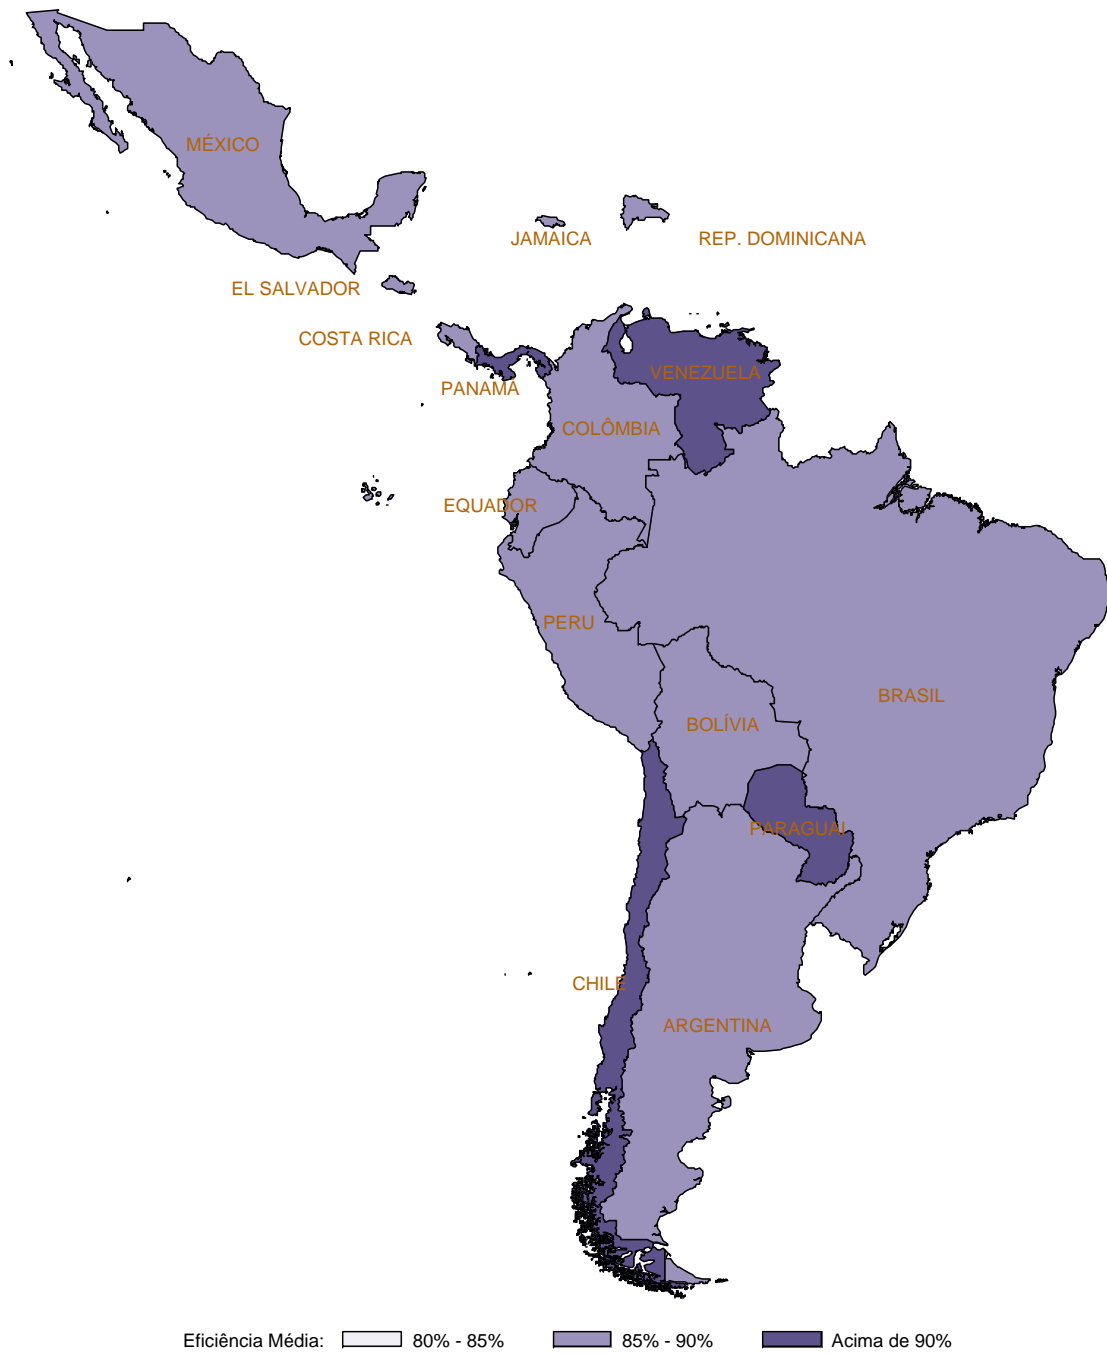 MÉXICO
JAMAICA
REP. DOMINICANA
EL SALVADOR
COSTA RICA
VENEZUELA
PANAMÁ
COLÔMBIA
EQUADOR
PERU
BRASIL
BOLÍVIA
PARAGUAI
CHILE
ARGENTINA
Eficiência Média: 80% - 85% 85% - 90% Acima de 90%